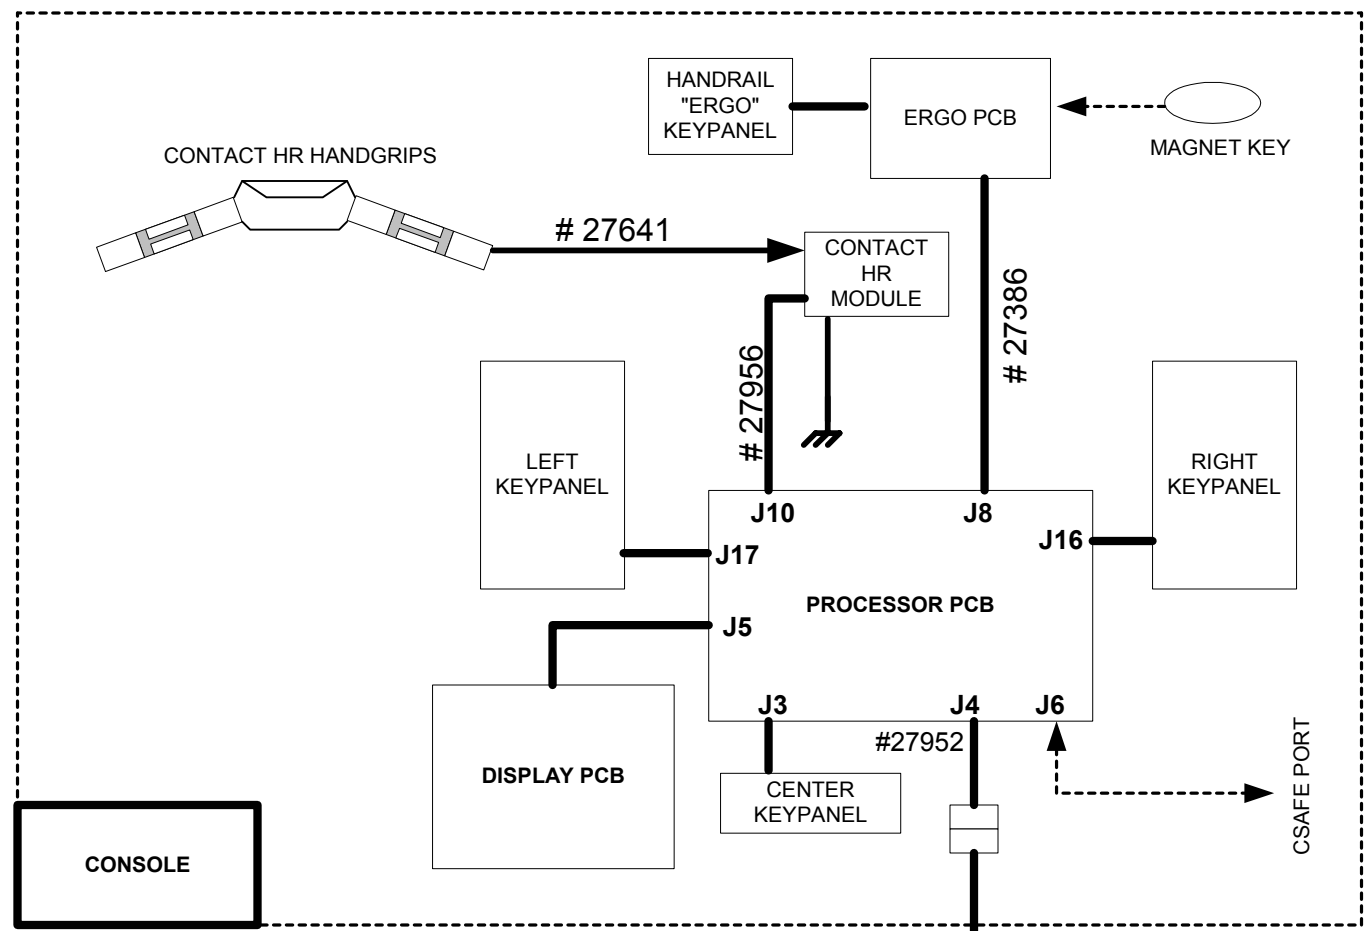 HANDRAIL
"ERGO"
KEYPANEL
ERGO PCB
MAGNET KEY
CONTACT HR HANDGRIPS
# 27641
CONTACT
HR
MODULE
# 27386
# 27956
LEFT
KEYPANEL
RIGHT
KEYPANEL
J10
J8
J16
J17
PROCESSOR PCB
J5
J3
J4
J6
#27952
DISPLAY PCB
CENTER
KEYPANEL
CSAFE PORT
CONSOLE